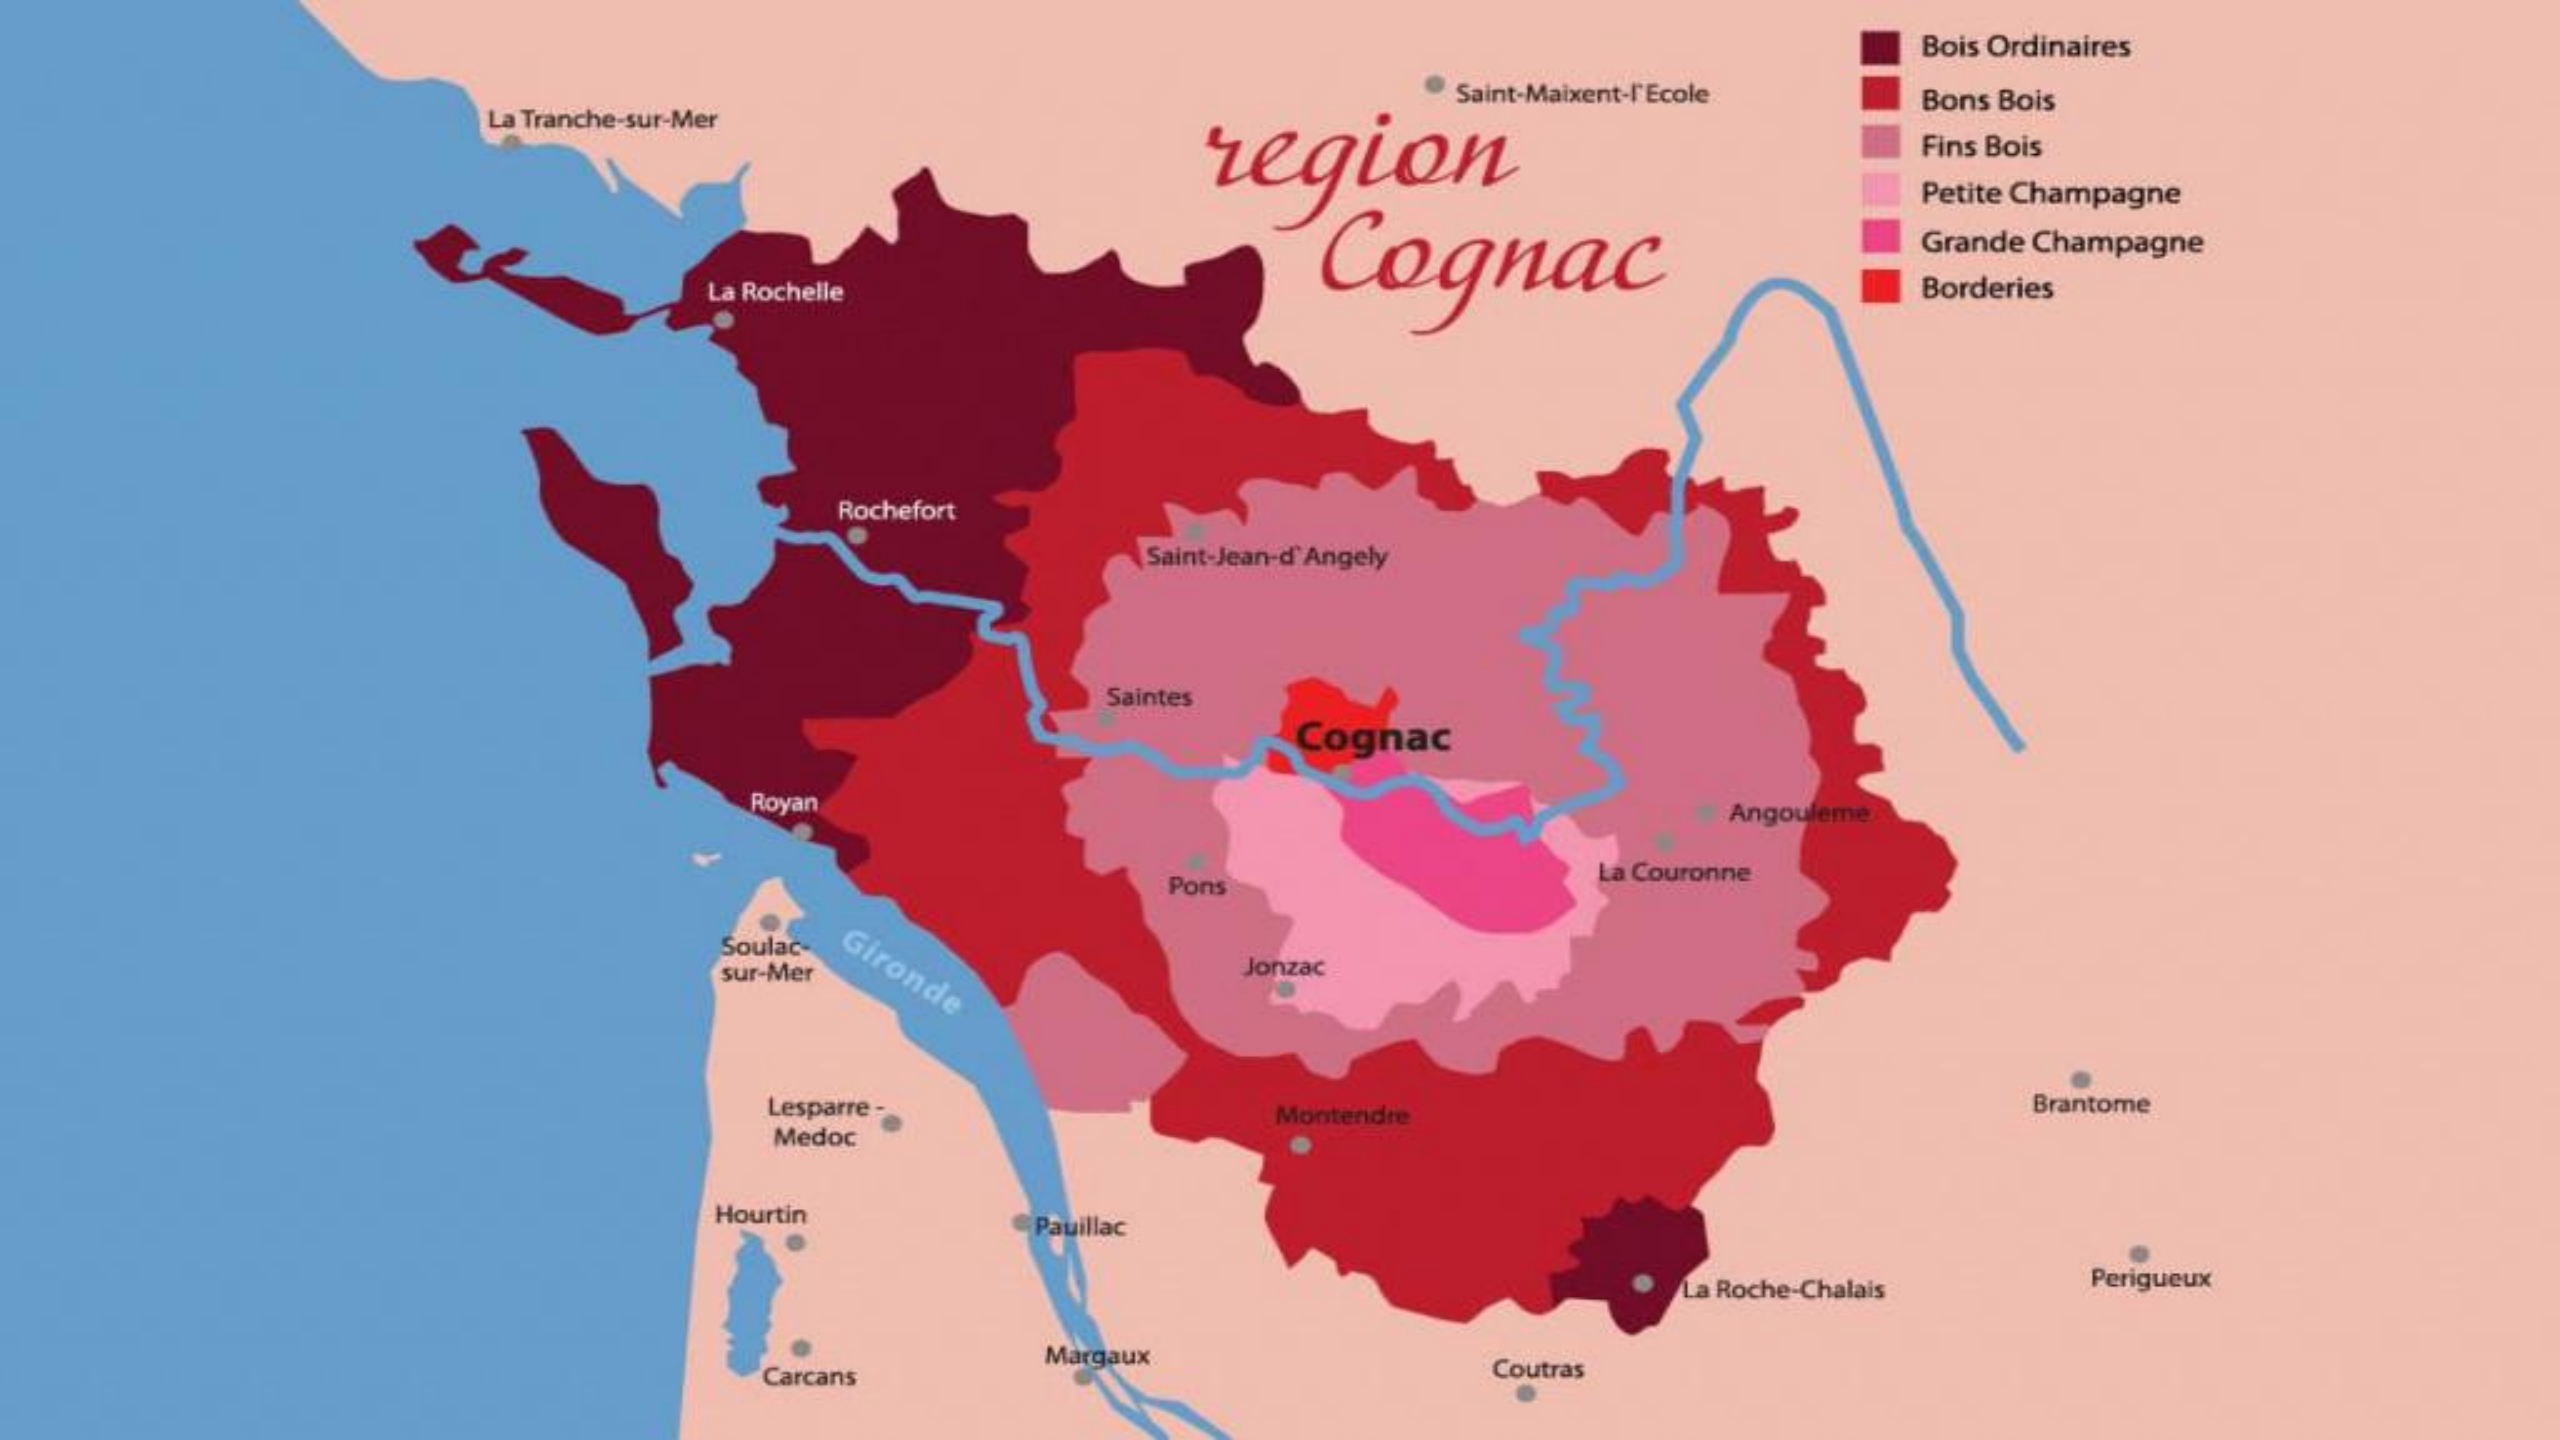 Bois Ordinaires
Bons Bois
Fins Bois
Petite Champagne
Grande Champagne
Borderies
Saint-Maixent-l`Ecole
region
Cognac
La Tranche-sur-Mer
La Rochelle
Rochefort
Saint-Jean-d`Angely
Saintes
Cognac
Royan
Angouleme
La Couronne
Pons
Soulac-
sur-Mer
Gironde
Jonzac
Lesparre -
Medoc
Montendre
Brantome
Hourtin
Pauillac
La Roche-Chalais
Perigueux
Margaux
Carcans
Coutras